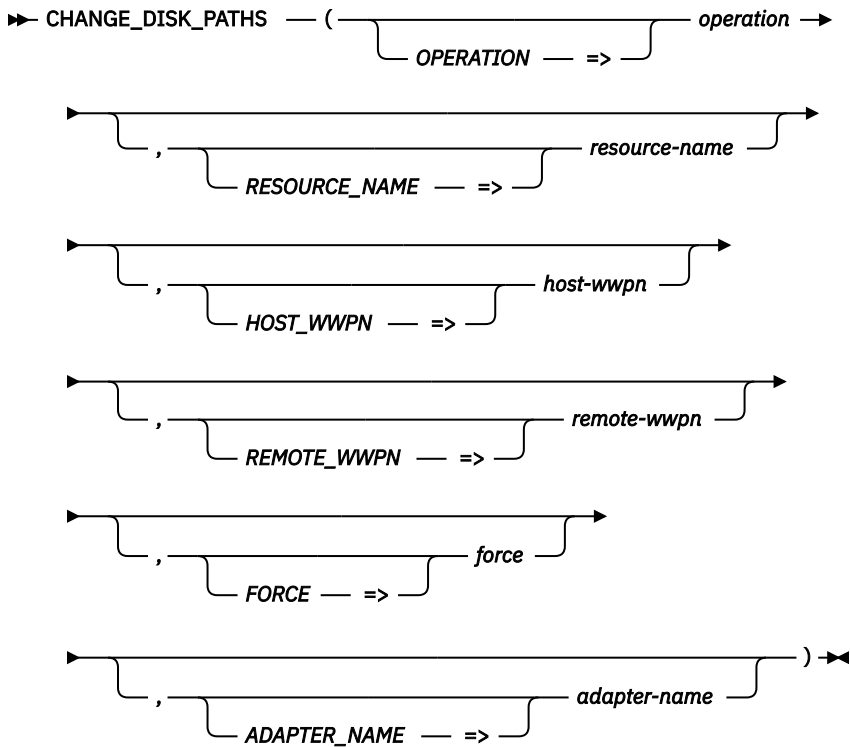 CHANGE_DISK_PATHS ( operation
OPERATION =>
, resource-name
RESOURCE_NAME =>
, host-wwpn
HOST_WWPN =>
, remote-wwpn
REMOTE_WWPN =>
, force
FORCE =>
)
, adapter-name
ADAPTER_NAME =>